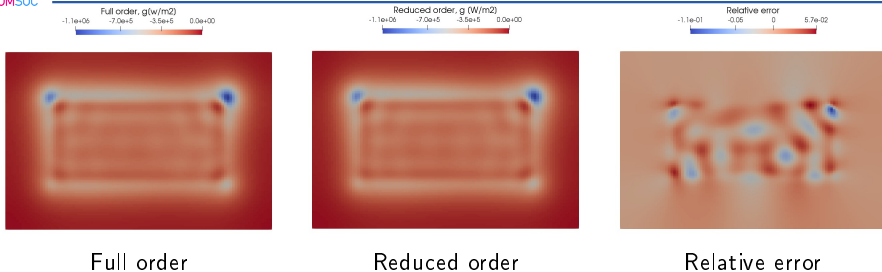 OMSUC
Full order, g(w/m2)
-1.1e+06 -7.0e+5 -3.5e+5 0.0e+00
Reduced order, g (W/m2)
-1.1e+06 -7.0e+5 -3.5e+5 0.0e+00
Relative error
-1.1e-01 -0.05 0 5.7e-02
Full order
Reduced order
Relative error